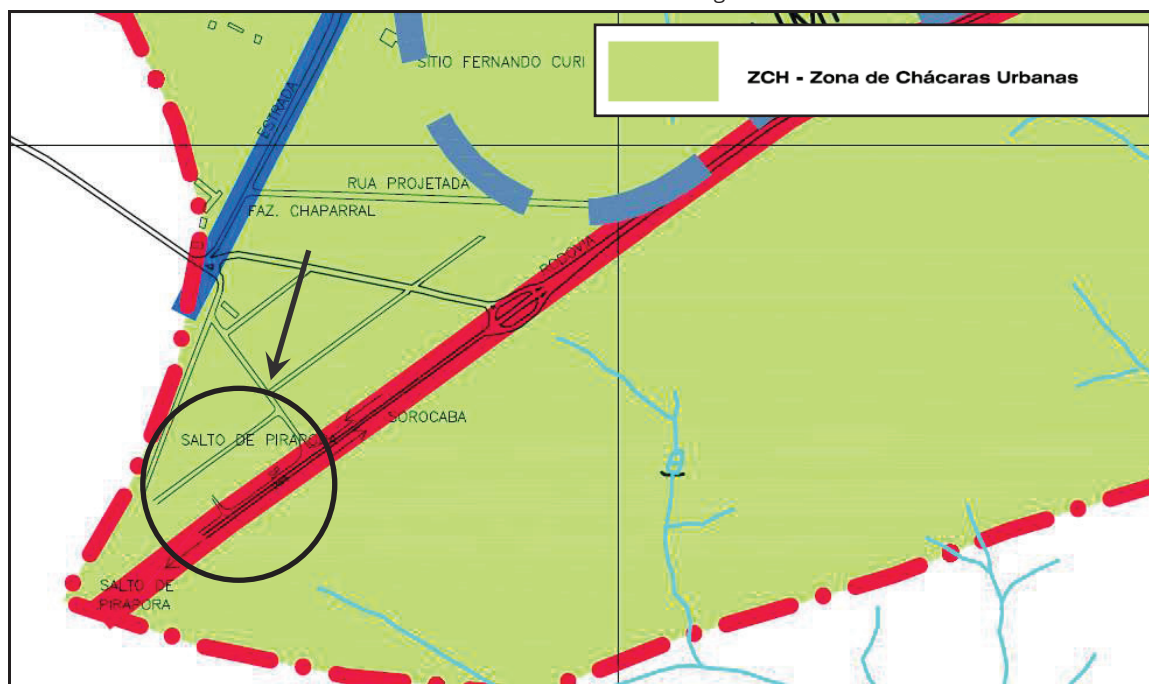 SÍTIO FERNANDO CURI
ZCH - Zona de Chácaras Urbanas
ESTRADA
RUA PROJETADA
FAZ. CHAPARRAL
RODOVIA
SOROCABA
SALTO DE PIRAPORA
SALTO DE
PIRAPORA